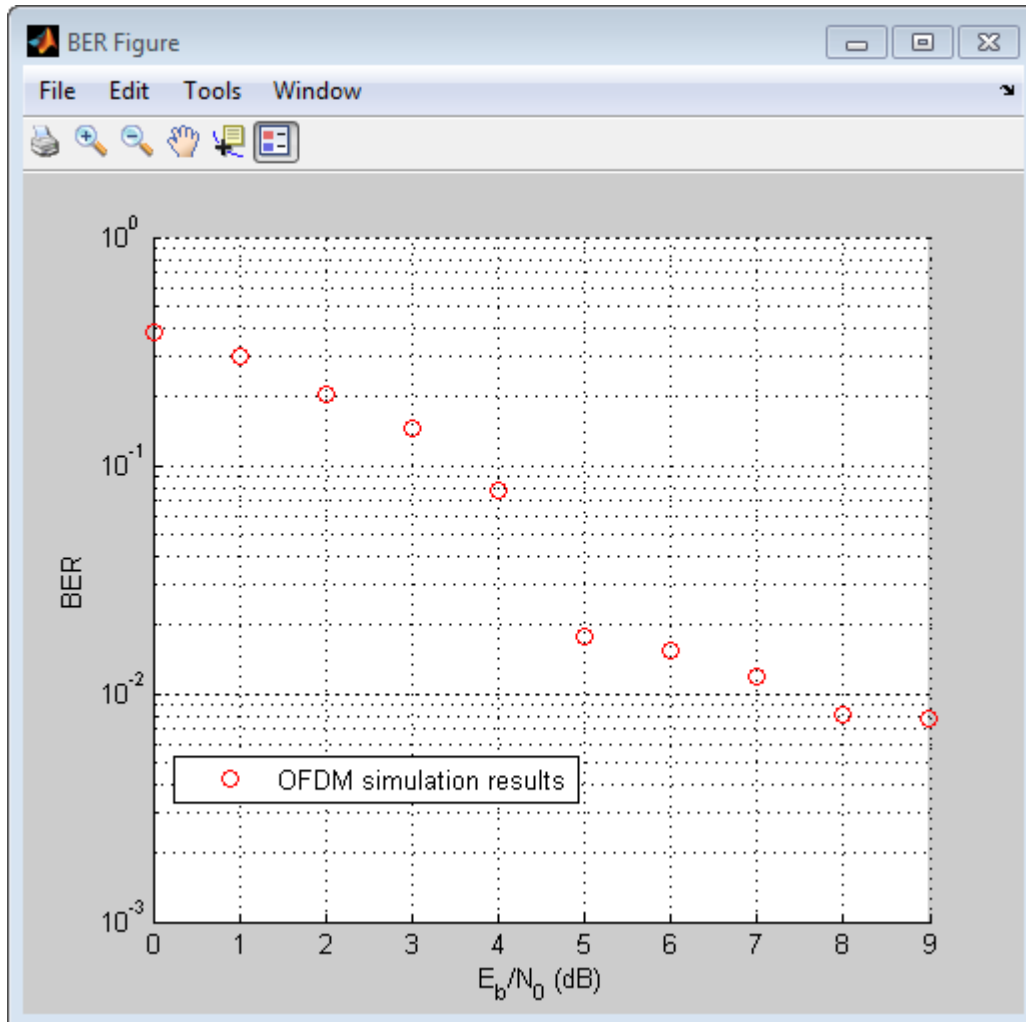 BER Figure
File Edit Tools Window
10^0
10^-1
10^-2
10^-3
BER
OFDM simulation results
0 1 2 3 4 5 6 7 8 9
E_b/N_0 (dB)